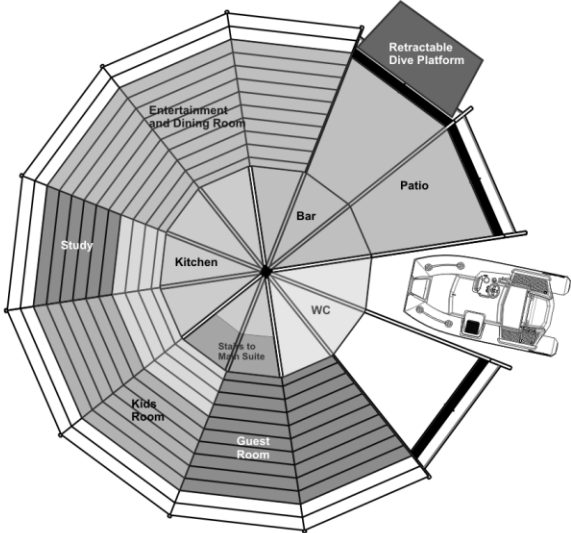 Retractable
Dive Platform
Entertainment
and Dining Room
Patio
Bar
Study
Kitchen
WC
Stairs to
Main Suite
Kids
Room
Guest
Room